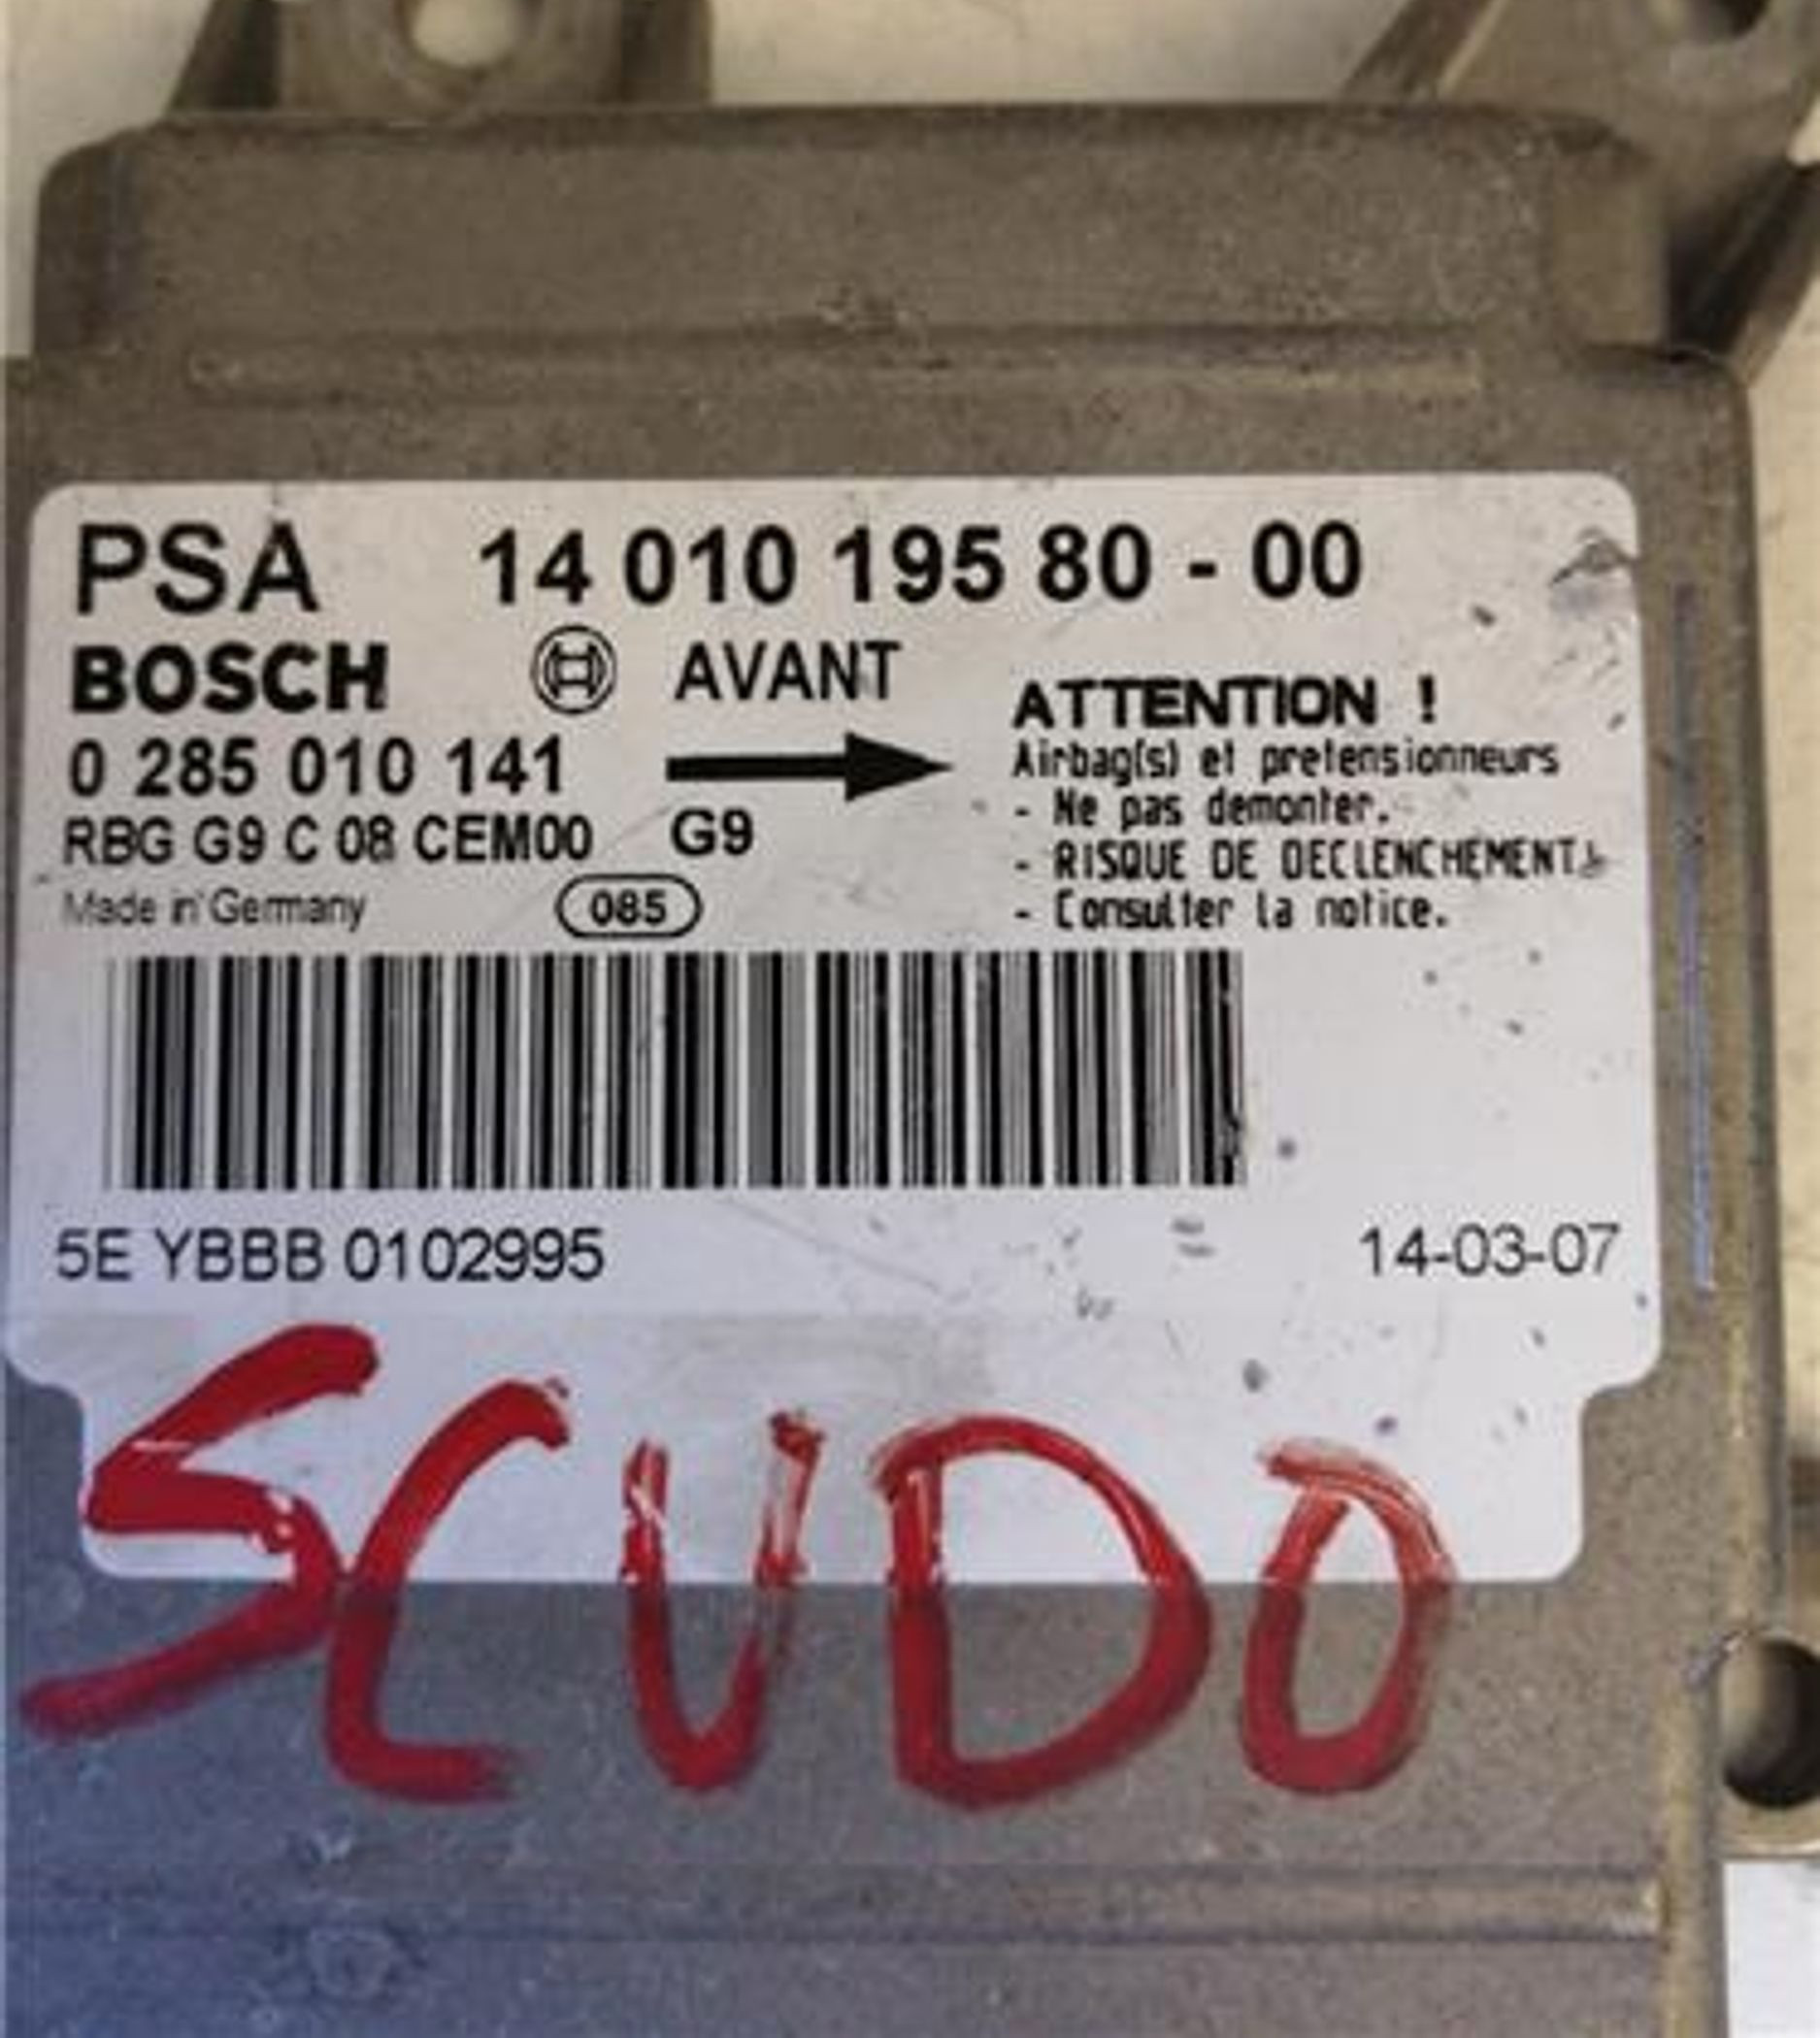 PSA 14 010 195 80 - 00
BOSCH AVANT
ATTENTION !
0 285 010 141
Airbag(s) et pretensionneurs
- Ne pas demonter.
RBG G9 C 08 CEM00 G9
- RISQUE DE DECLENCHEMENT.
Made in Germany 085
- Consulter la notice.
5E YBBB 0102995 14-03-07
SCUDO